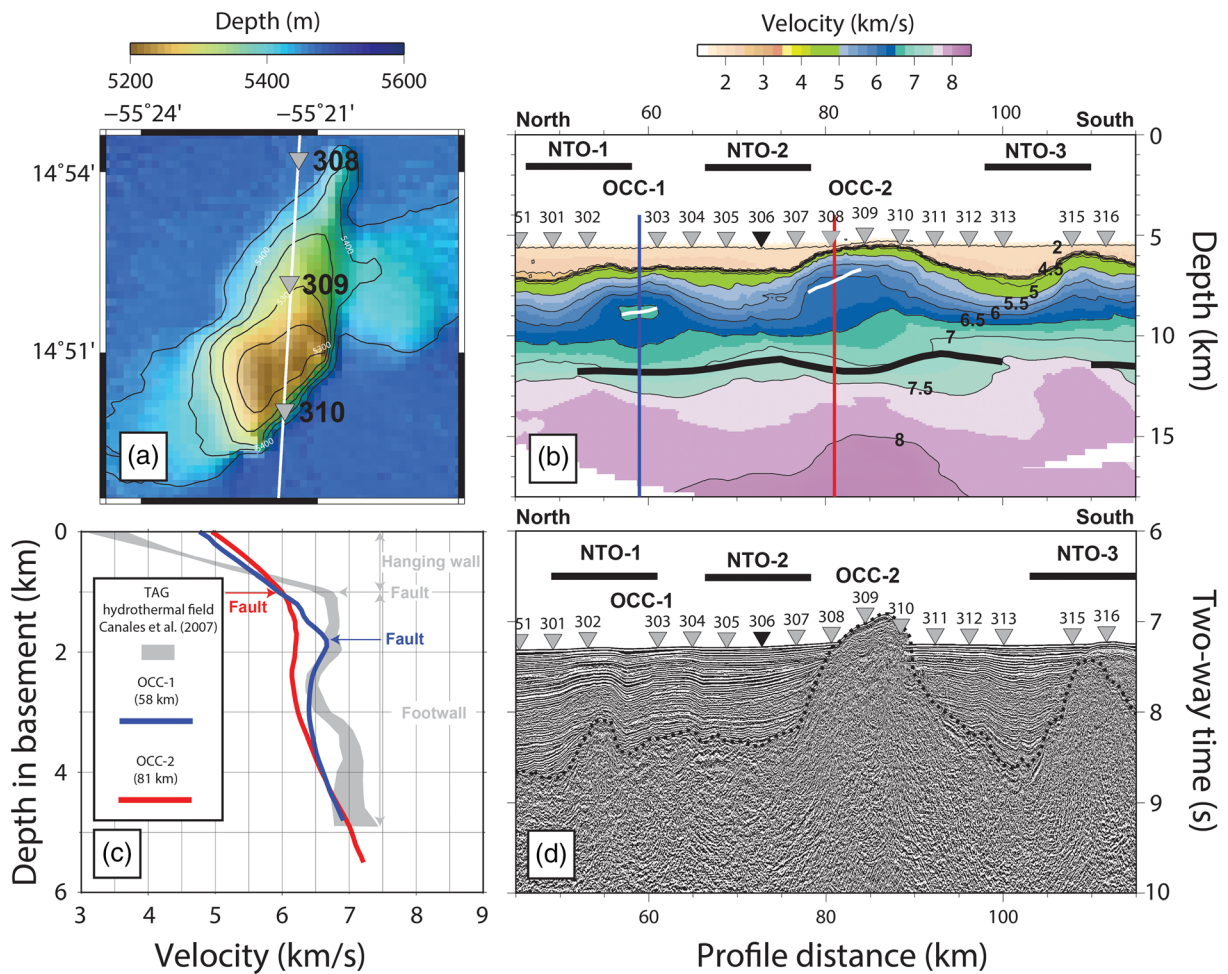 Depth (m)
5200 5400 5600
−55˚24' −55˚21'
14˚54'
14˚51'
308
309
310
5400
5400
5300
5400
(a)
Velocity (km/s)
2 3 4 5 6 7 8
North 60 80 100 South
NTO-1 NTO-2 NTO-3
OCC-1 OCC-2
51 301 302 303 304 305 306 307 308 309 310 311 312 313 315 316
2
4.5
5
5.5
6
6.5
7
7.5
8
0
5
10
15
Depth (km)
(b)
0
2
4
6
Depth in basement (km)
3 4 5 6 7 8 9
Velocity (km/s)
Hanging wall
Fault
Fault
Fault
Footwall
TAG
hydrothermal field
Canales et al. (2007)
OCC-1
(58 km)
OCC-2
(81 km)
(c)
North South
NTO-1 NTO-2 NTO-3
OCC-1 OCC-2
51 301 302 303 304 305 306 307 308 309 310 311 312 313 315 316
6
7
8
9
10
Two-way time (s)
(d)
60 80 100
Profile distance (km)